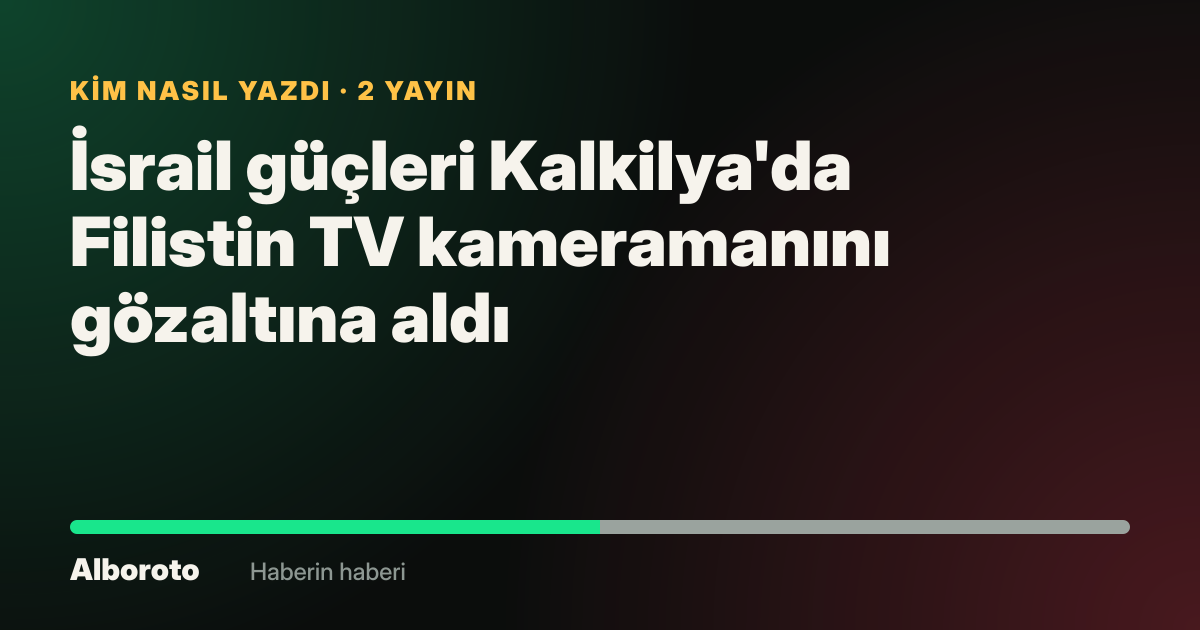 KİM NASIL YAZDI · 2 YAYIN
İsrail güçleri Kalkilya'da
Filistin TV kameramanını
gözaltına aldı
Alboroto
Haberin haberi